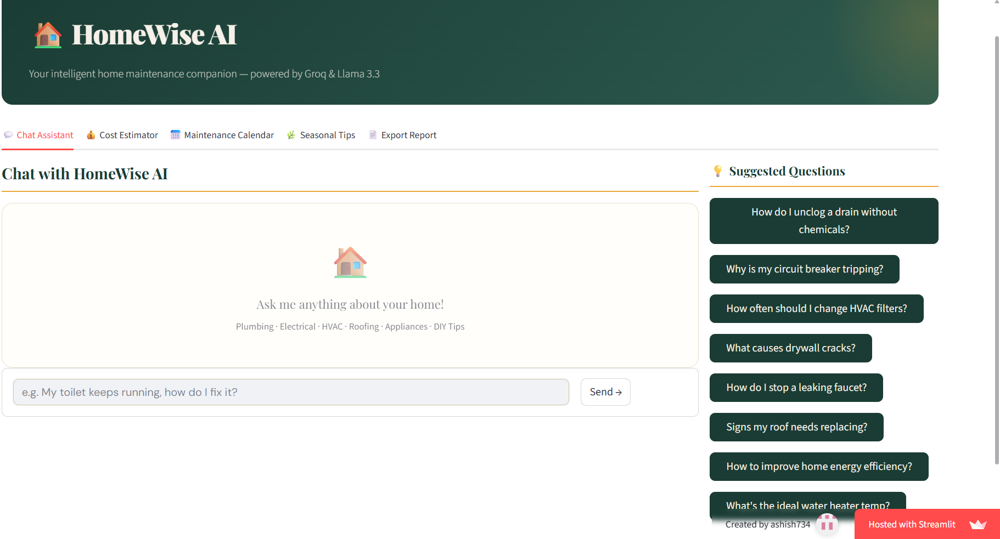 HomeWise AI
Your intelligent home maintenance companion — powered by Groq & Llama 3.3
Chat Assistant
Cost Estimator
Maintenance Calendar
Seasonal Tips
Export Report
Chat with HomeWise AI
Ask me anything about your home!
Plumbing · Electrical · HVAC · Roofing · Appliances · DIY Tips
e.g. My toilet keeps running, how do I fix it?
Send →
Suggested Questions
How do I unclog a drain without
chemicals?
Why is my circuit breaker tripping?
How often should I change HVAC filters?
What causes drywall cracks?
How do I stop a leaking faucet?
Signs my roof needs replacing?
How to improve home energy efficiency?
What's the ideal water heater temp?
Created by ashish734
Hosted with Streamlit